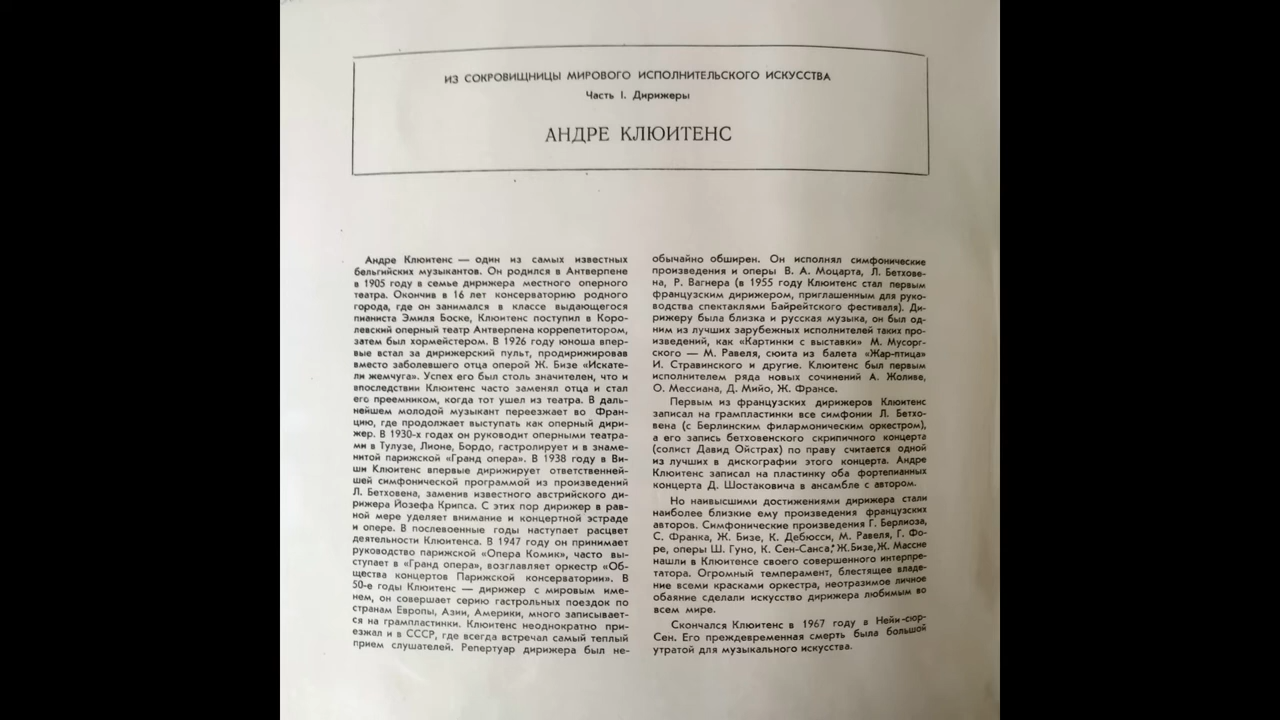 ИЗ СОКРОВИЩНИЦЫ МИРОВОГО ИСПОЛНИТЕЛЬСКОГО ИСКУССТВА
Часть I. Дирижеры
АНДРЕ КЛЮИТЕНС
Андре Клюитенс — один из самых известных
бельгийских музыкантов. Он родился в Антверпене
в 1905 году в семье дирижера местного оперного
театра. Окончив в 16 лет консерваторию родного
города, где он занимался в классе выдающегося
пианиста Эмиля Боске, Клюитенс поступил в Коро-
левский оперный театр Антверпена коррепетитором,
затем был хормейстером. В 1926 году юноша впер-
вые встал за дирижерский пульт, продирижировав
вместо заболевшего отца оперой Ж. Бизе «Искате-
ли жемчуга». Успех его был столь значителен, что и
впоследствии Клюитенс часто заменял отца и стал
его преемником, когда тот ушел из театра. В даль-
нейшем молодой музыкант переезжает во Фран-
цию, где продолжает выступать как оперный дири-
жер. В 1930-х годах он руководит оперными театра-
ми в Тулузе, Лионе, Бордо, гастролирует и в знаме-
нитой парижской «Гранд опера». В 1938 году в Ви-
ши Клюитенс впервые дирижирует ответственней-
шей симфонической программой из произведений
Л. Бетховена, заменив известного австрийского ди-
рижера Йозефа Крипса. С этих пор дирижер в рав-
ной мере уделяет внимание и концертной эстраде
и опере. В послевоенные годы наступает расцвет
деятельности Клюитенса. В 1947 году он принимает
руководство парижской «Опера Комик», часто вы-
ступает в «Гранд опера», возглавляет оркестр «Об-
щества концертов Парижской консерватории». В
50-е годы Клюитенс — дирижер с мировым име-
нем, он совершает серию гастрольных поездок по
странам Европы, Азии, Америки, много записывает-
ся на грампластинки. Клюитенс неоднократно при-
езжал и в СССР, где всегда встречал самый теплый
прием слушателей. Репертуар дирижера был не-
обычайно обширен. Он исполнял симфонические
произведения и оперы В. А. Моцарта, Л. Бетхове-
на, Р. Вагнера (в 1955 году Клюитенс стал первым
французским дирижером, приглашенным для руко-
водства спектаклями Байрейтского фестиваля). Ди-
рижеру была близка и русская музыка, он был од-
ним из лучших зарубежных исполнителей таких про-
изведений, как «Картинки с выставки» М. Мусорг-
ского — М. Равеля, сюита из балета «Жар-птица»
И. Стравинского и другие. Клюитенс был первым
исполнителем ряда новых сочинений А. Жоливе,
О. Мессиана, Д. Мийо, Ж. Франсе.
Первым из французских дирижеров Клюитенс
записал на грампластинки все симфонии Л. Бетхо-
вена (с Берлинским филармоническим оркестром),
а его запись бетховенского скрипичного концерта
(солист Давид Ойстрах) по праву считается одной
из лучших в дискографии этого концерта. Андре
Клюитенс записал на пластинку оба фортепианных
концерта Д. Шостаковича в ансамбле с автором.
Но наивысшими достижениями дирижера стали
наиболее близкие ему произведения французских
авторов. Симфонические произведения Г. Берлиоза,
С. Франка, Ж. Бизе, К. Дебюсси, М. Равеля, Г. Фо-
ре, оперы Ш. Гуно, К. Сен-Санса, Ж. Бизе, Ж. Массне
нашли в Клюитенсе своего совершенного интерпре-
татора. Огромный темперамент, блестящее владе-
ние всеми красками оркестра, неотразимое личное
обаяние сделали искусство дирижера любимым во
всем мире.
Скончался Клюитенс в 1967 году в Нейи-сюр-
Сен. Его преждевременная смерть была большой
утратой для музыкального искусства.